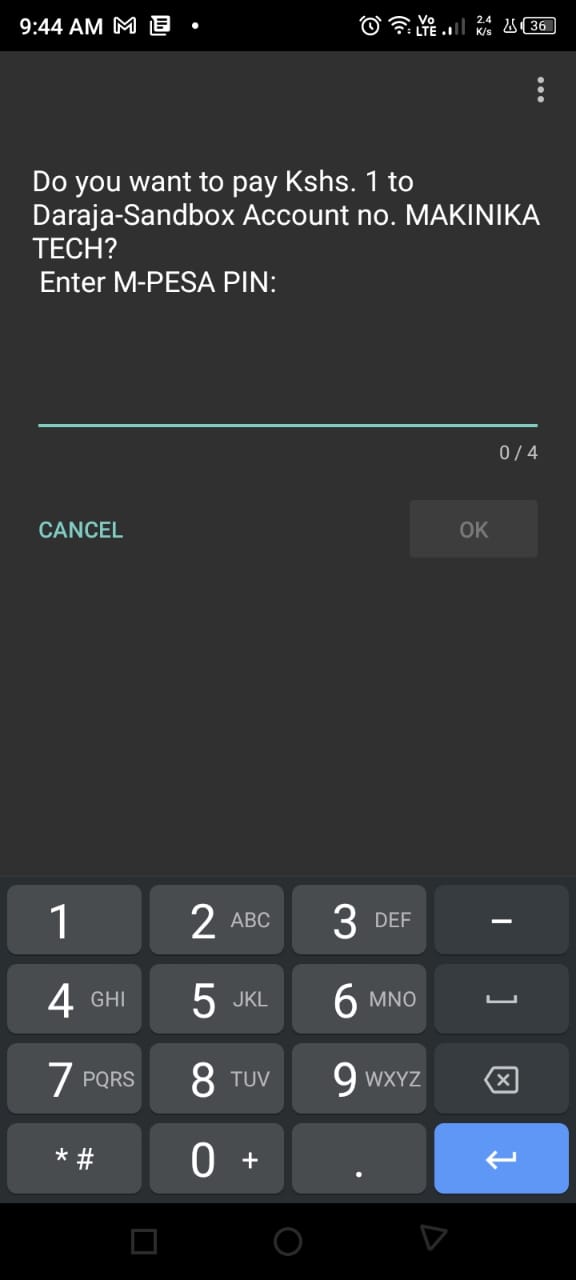 9:44 AM
Vo
LTE
2.4
K/s
36
Do you want to pay Kshs. 1 to
Daraja-Sandbox Account no. MAKINIKA
TECH?
Enter M-PESA PIN:
0 / 4
CANCEL
OK
1
2 ABC
3 DEF
–
4 GHI
5 JKL
6 MNO
7 PQRS
8 TUV
9 WXYZ
* #
0 +
.